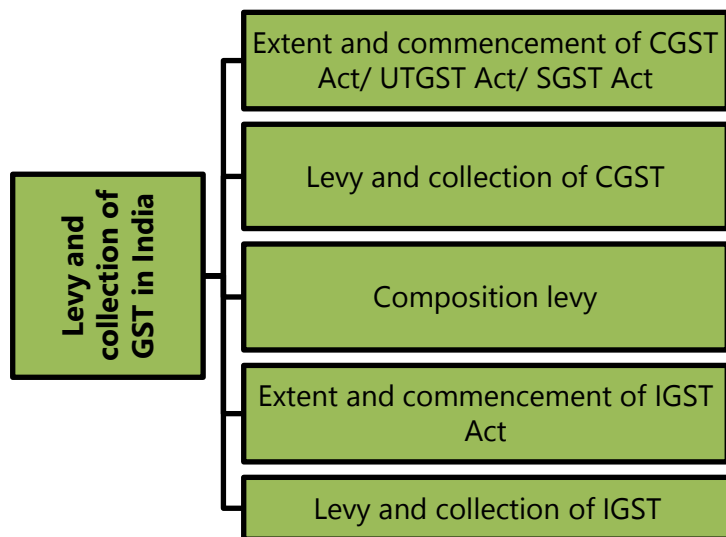 Levy and
collection of
GST in India
Extent and commencement of CGST
Act/ UTGST Act/ SGST Act
Levy and collection of CGST
Composition levy
Extent and commencement of IGST
Act
Levy and collection of IGST